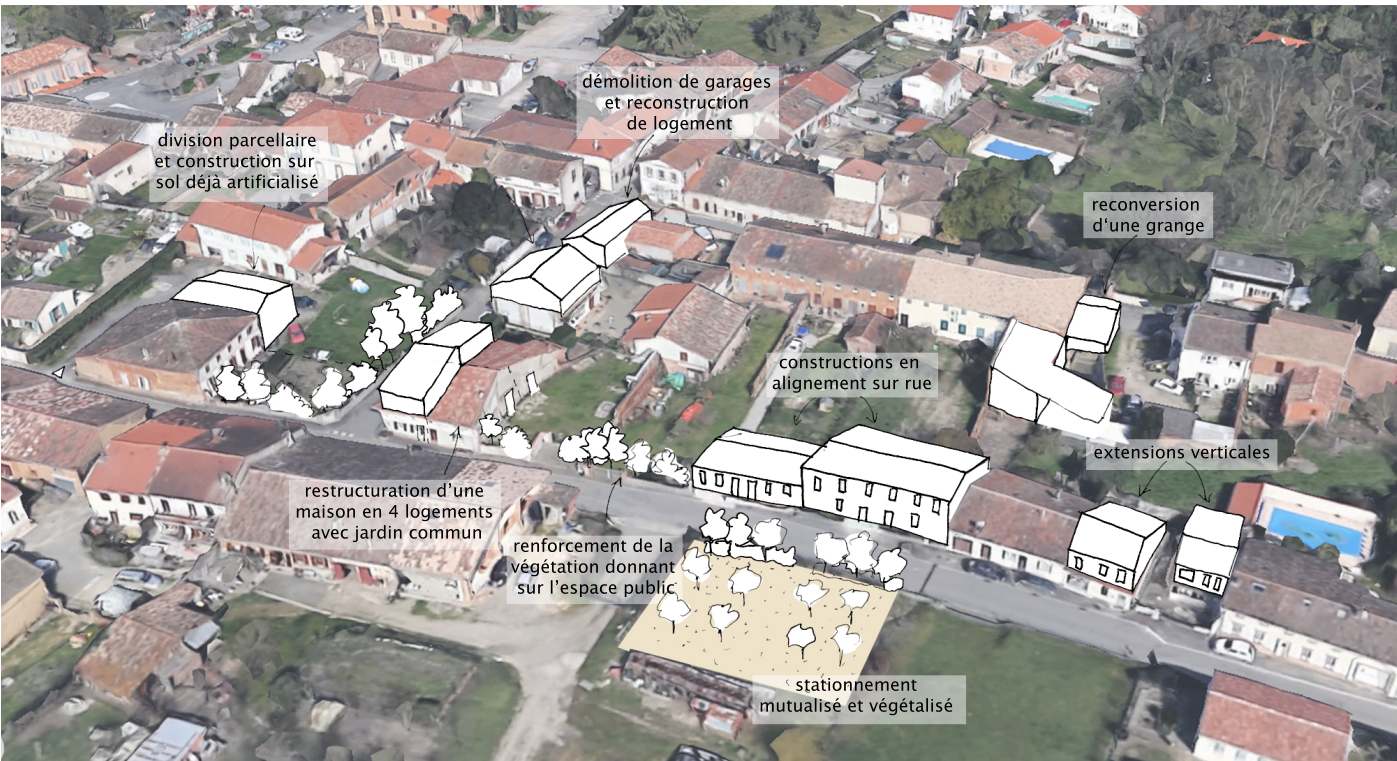 démolition de garages
et reconstruction
de logement
division parcellaire
et construction sur
sol déjà artificialisé
reconversion
d'une grange
constructions en
alignement sur rue
extensions verticales
restructuration d'une
maison en 4 logements
avec jardin commun
renforcement de la
végétation donnant
sur l'espace public
stationnement
mutualisé et végétalisé